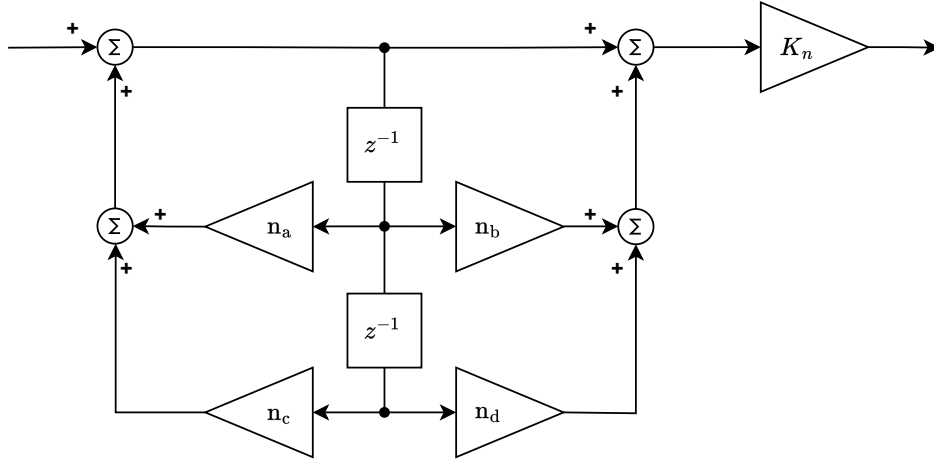 + + + +
Σ Σ K_n
z^{-1}
+ n_a n_b +
Σ Σ
+ +
z^{-1}
n_c n_d